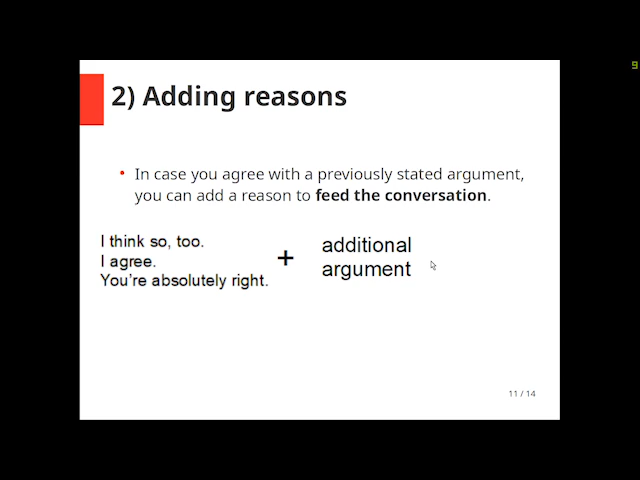 2) Adding reasons
In case you agree with a previously stated argument,
you can add a reason to feed the conversation.
I think so, too.
I agree.
You're absolutely right.
+
additional
argument
11 / 14
9